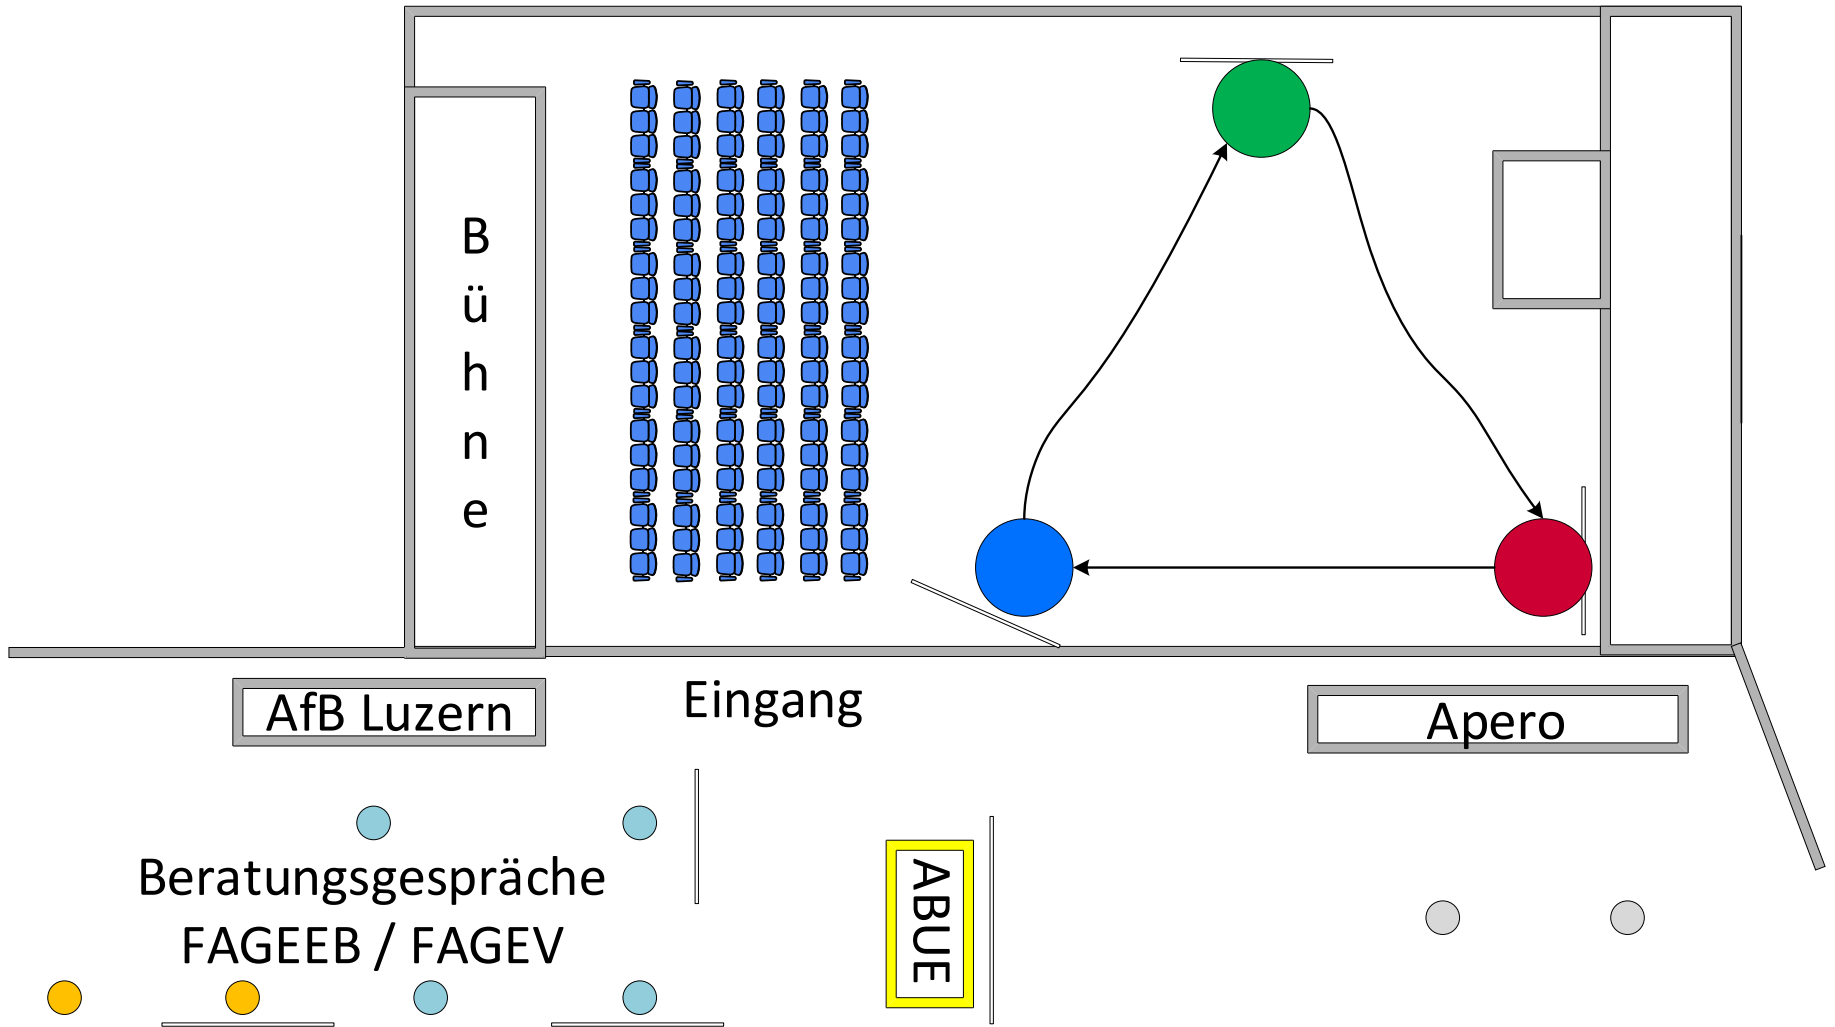 Bühne
AfB Luzern
Eingang
Apero
Beratungsgespräche
FAGEEB / FAGEV
ABUE